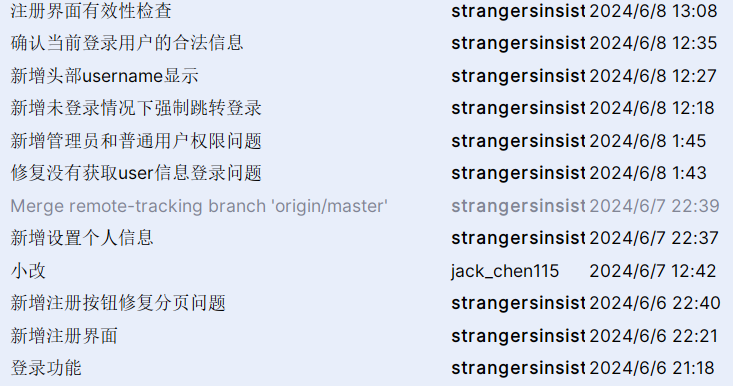 注册界面有效性检查 strangersinsist 2024/6/8 13:08
确认当前登录用户的合法信息 strangersinsist 2024/6/8 12:35
新增头部username显示 strangersinsist 2024/6/8 12:27
新增未登录情况下强制跳转登录 strangersinsist 2024/6/8 12:18
新增管理员和普通用户权限问题 strangersinsist 2024/6/8 1:45
修复没有获取user信息登录问题 strangersinsist 2024/6/8 1:43
Merge remote-tracking branch 'origin/master' strangersinsist 2024/6/7 22:39
新增设置个人信息 strangersinsist 2024/6/7 22:37
小改 jack_chen115 2024/6/7 12:42
新增注册按钮修复分页问题 strangersinsist 2024/6/6 22:40
新增注册界面 strangersinsist 2024/6/6 22:21
登录功能 strangersinsist 2024/6/6 21:18